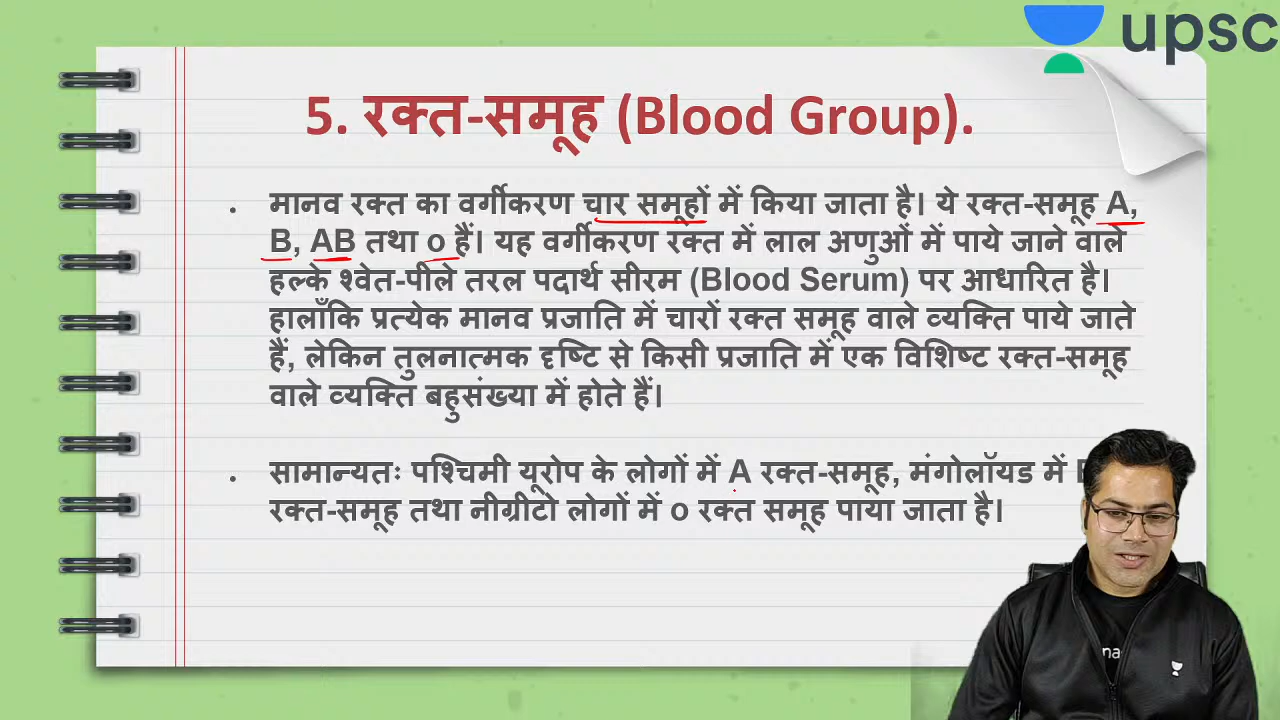 upsc
5. रक्त-समूह (Blood Group).
• मानव रक्त का वर्गीकरण चार समूहों में किया जाता है। ये रक्त-समूह A,
B, AB तथा o हैं। यह वर्गीकरण रक्त में लाल अणुओं में पाये जाने वाले
हल्के श्वेत-पीले तरल पदार्थ सीरम (Blood Serum) पर आधारित है।
हालाँकि प्रत्येक मानव प्रजाति में चारों रक्त समूह वाले व्यक्ति पाये जाते
हैं, लेकिन तुलनात्मक दृष्टि से किसी प्रजाति में एक विशिष्ट रक्त-समूह
वाले व्यक्ति बहुसंख्या में होते हैं।
• सामान्यतः पश्चिमी यूरोप के लोगों में A रक्त-समूह, मंगोलॉयड में
रक्त-समूह तथा नीग्रीटो लोगों में o रक्त समूह पाया जाता है।